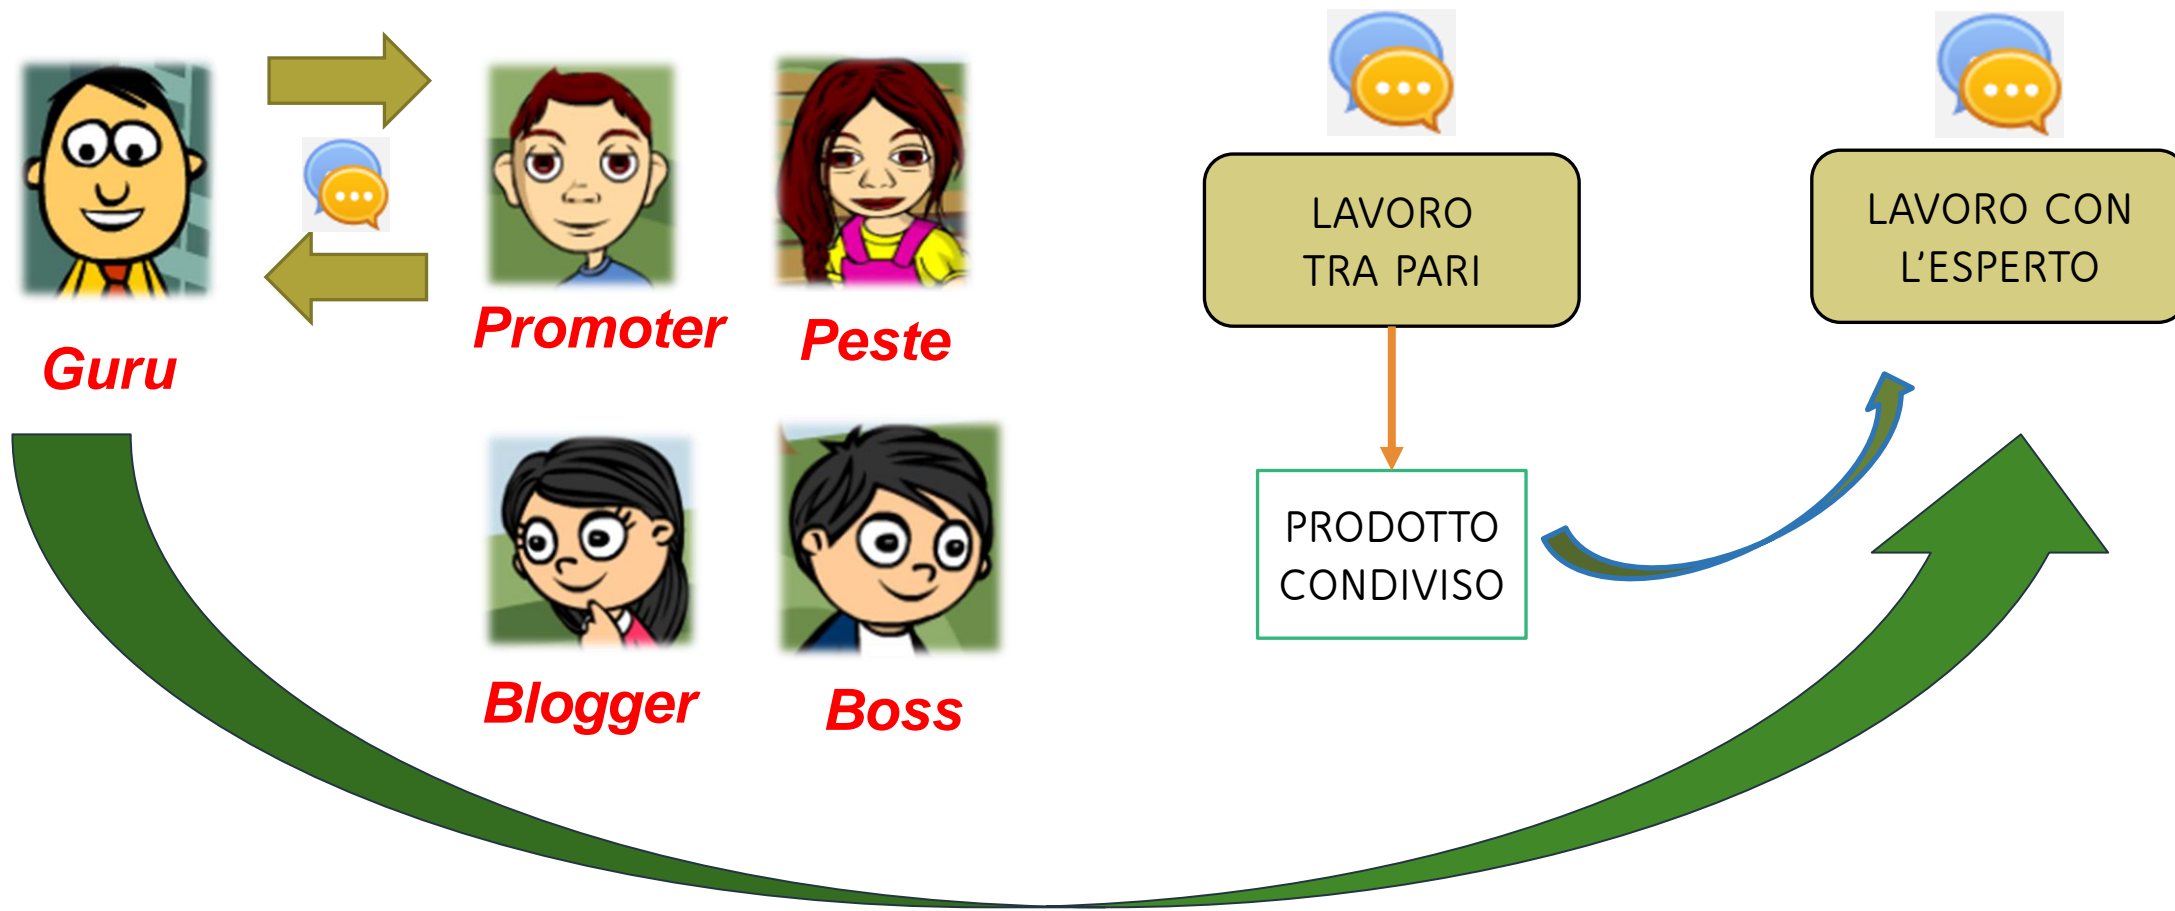 Guru
Promoter
Peste
Blogger
Boss
LAVORO
TRA PARI
PRODOTTO
CONDIVISO
LAVORO CON
L'ESPERTO